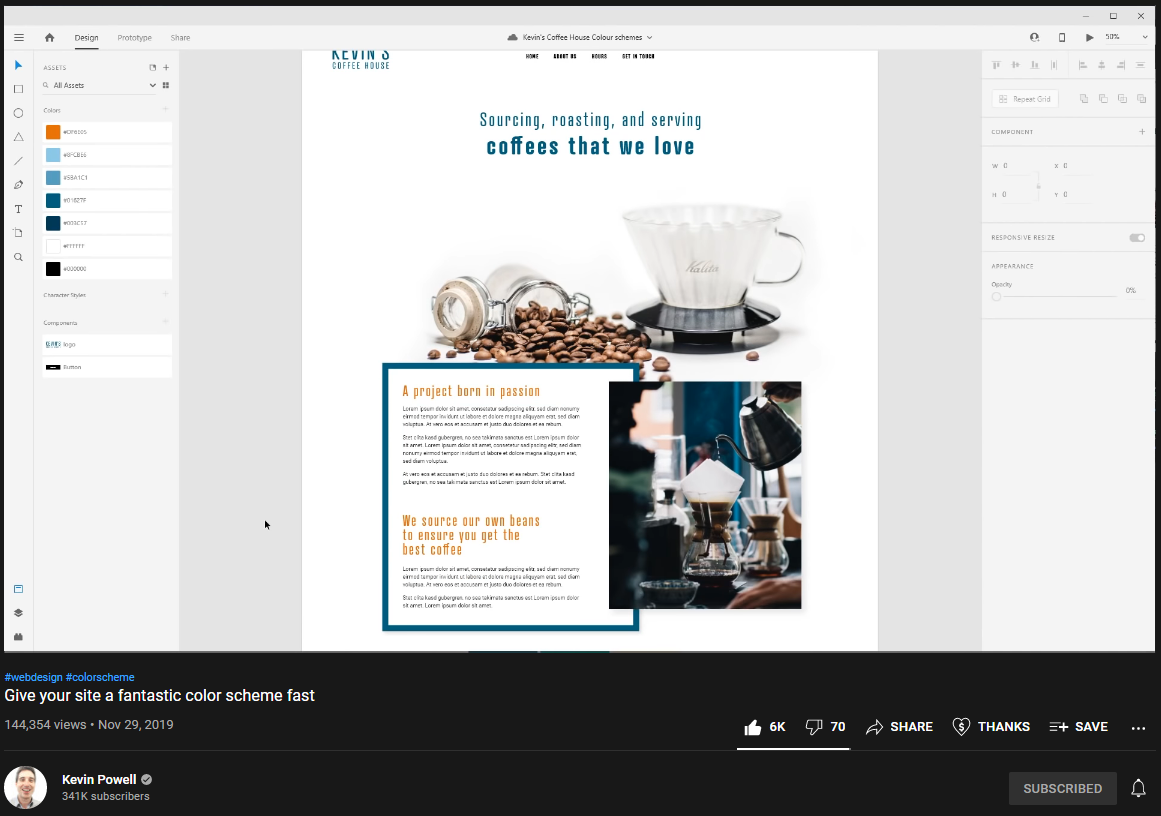 Design
Prototype
Share
Kevin's Coffee House Colour schemes
50%
ASSETS
All Assets
Colors
#8FCBE6
#5BA1C1
#01627F
#FFFFFF
#000000
Character Styles
Components
logo
Button
KEVIN'S
COFFEE HOUSE
HOME ABOUT US HOURS GET IN TOUCH
Sourcing, roasting, and serving
coffees that we love
Kalita
A project born in passion
Lorem ipsum dolor sit amet, consetetur sadipscing elitr, sed diam nonumy
eirmod tempor invidunt ut labore et dolore magna aliquyam erat, sed diam
voluptua. At vero eos et accusam et justo duo dolores et ea rebum.
Stet clita kasd gubergren, no sea takimata sanctus est Lorem ipsum dolor
sit amet. Lorem ipsum dolor sit amet, consetetur sadipscing elitr, sed diam
nonumy eirmod tempor invidunt ut labore et dolore magna aliquyam erat,
sed diam voluptua.
At vero eos et accusam et justo duo dolores et ea rebum. Stet clita kasd
gubergren, no sea takimata sanctus est Lorem ipsum dolor sit amet.
We source our own beans
to ensure you get the
best coffee
Lorem ipsum dolor sit amet, consetetur sadipscing elitr, sed diam nonumy
eirmod tempor invidunt ut labore et dolore magna aliquyam erat, sed diam
voluptua. At vero eos et accusam et justo duo dolores et ea rebum.
Stet clita kasd gubergren, no sea takimata sanctus est Lorem ipsum dolor
sit amet. Lorem ipsum dolor sit amet.
Repeat Grid
COMPONENT
W 0 X 0
H 0 Y 0
RESPONSIVE RESIZE
APPEARANCE
Opacity
0%
#webdesign #colorscheme
Give your site a fantastic color scheme fast
144,354 views • Nov 29, 2019
6K
70
SHARE
THANKS
SAVE
Kevin Powell
341K subscribers
SUBSCRIBED